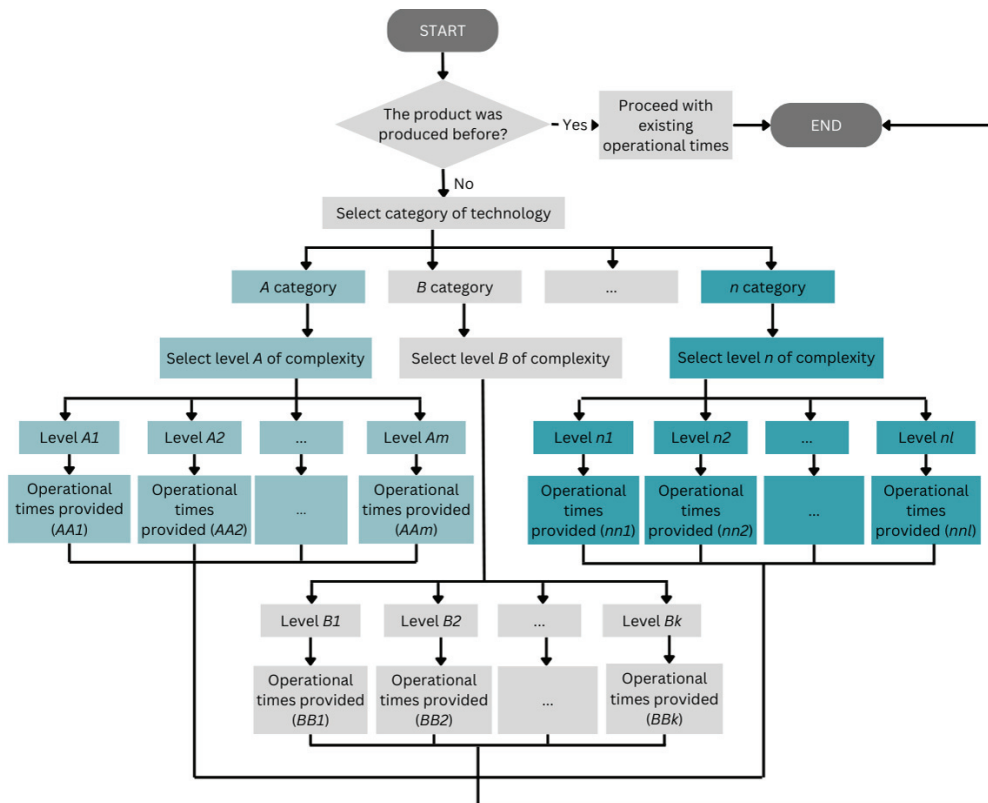 START
The product was
produced before?
Yes
Proceed with
existing
operational times
END
No
Select category of technology
A category
B category
...
n category
Select level A of complexity
Select level B of complexity
Select level n of complexity
Level A1
Level A2
...
Level Am
Level n1
Level n2
...
Level nl
Operational
times provided
(AA1)
Operational
times
provided (AA2)
...
Operational
times provided
(AAm)
Operational
times
provided (nn1)
Operational
times
provided (nn2)
...
Operational
times
provided (nnl)
Level B1
Level B2
...
Level Bk
Operational
times provided
(BB1)
Operational
times provided
(BB2)
...
Operational
times provided
(BBk)